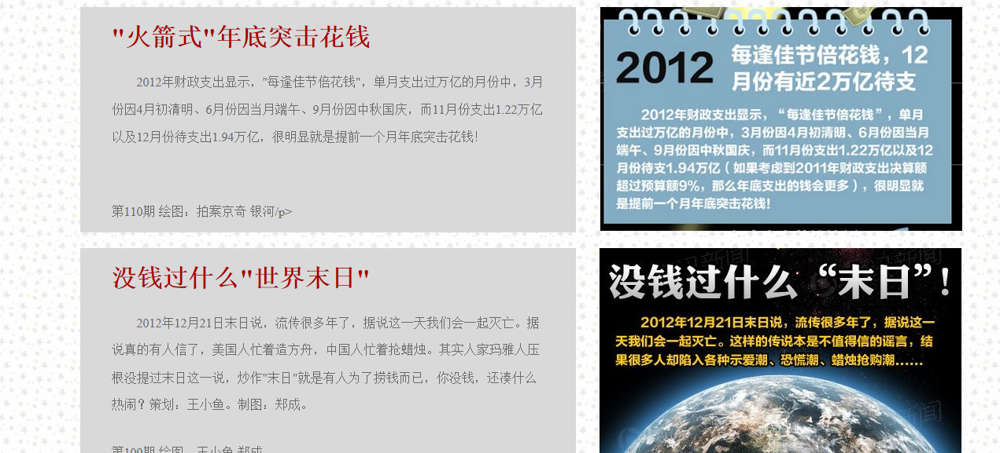 "火箭式"年底突击花钱
2012年财政支出显示，"每逢佳节倍花钱"，单月支出过万亿的月份中，3月
份因4月初清明、6月份因当月端午、9月份因中秋国庆，而11月份支出1.22万亿
以及12月份待支出1.94万亿，很明显就是提前一个月年底突击花钱！
第110期 绘图：拍案京奇 银河/p>
2012
每逢佳节倍花钱，12
月份有近2万亿待支
2012年财政支出显示，“每逢佳节倍花钱”，单月
支出过万亿的月份中，3月份因4月初清明、6月份因当月
端午、9月份因中秋国庆，而11月份支出1.22万亿以及12
月份待支1.94万亿（如果考虑到2011年财政支出决算额
超过预算额9%，那么年底支出的钱会更多），很明显就
是提前一个月年底突击花钱！
没钱过什么"世界末日"
2012年12月21日末日说，流传很多年了，据说这一天我们会一起灭亡。据
说真的有人信了，美国人忙着造方舟，中国人忙着抢蜡烛。其实人家玛雅人压
根没提过末日这一说，炒作"末日"就是有人为了捞钱而已，你没钱，还凑什么
热闹？策划：王小鱼。制图：郑成。
第109期 绘图：王小鱼 郑成
没钱过什么“末日”！
2012年12月21日末日说，流传很多年了，据说这一
天我们会一起灭亡。这样的传说本是不值得信的谣言，结
果很多人却陷入各种示爱潮、恐慌潮、蜡烛抢购潮……
新闻